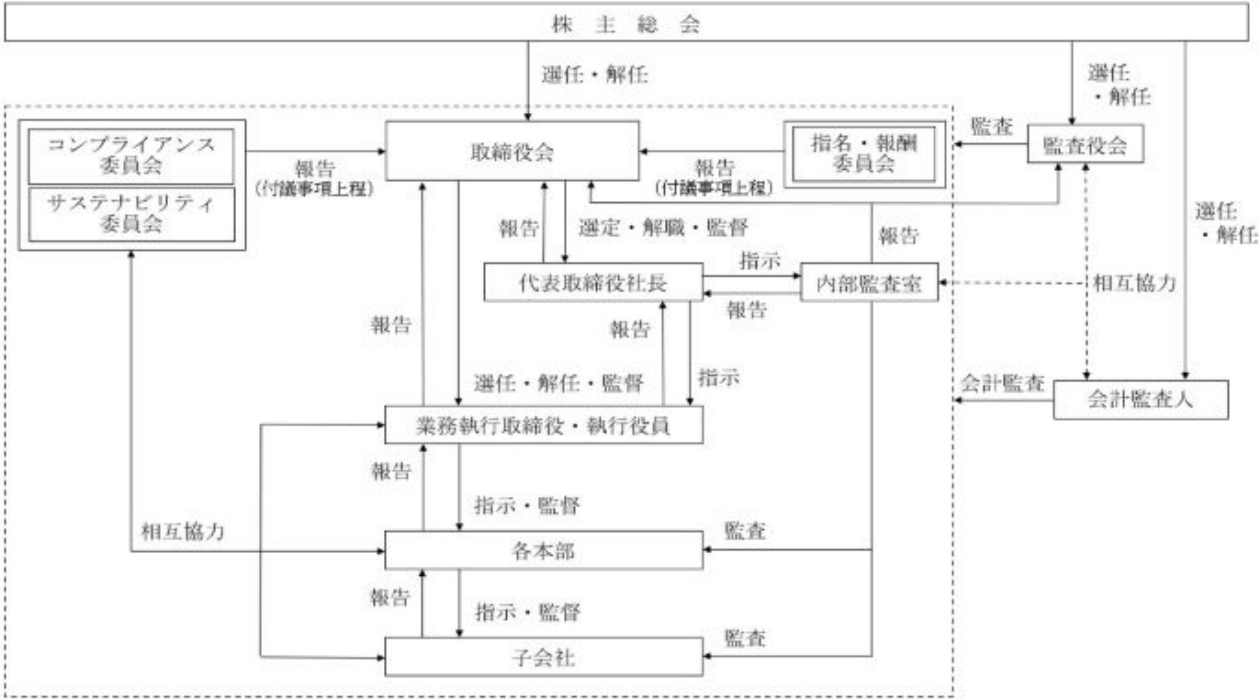 株主総会
選任・解任
選任
・解任
選任
・解任
コンプライアンス
委員会
サステナビリティ
委員会
報告
(付議事項上程)
取締役会
報告
(付議事項上程)
指名・報酬
委員会
監査
監査役会
報告
選定・解職・監督
報告
代表取締役社長
指示
報告
内部監査室
相互協力
報告
報告
選任・解任・監督
指示
会計監査
会計監査人
業務執行取締役・執行役員
報告
指示・監督
相互協力
各本部
監査
報告
指示・監督
子会社
監査